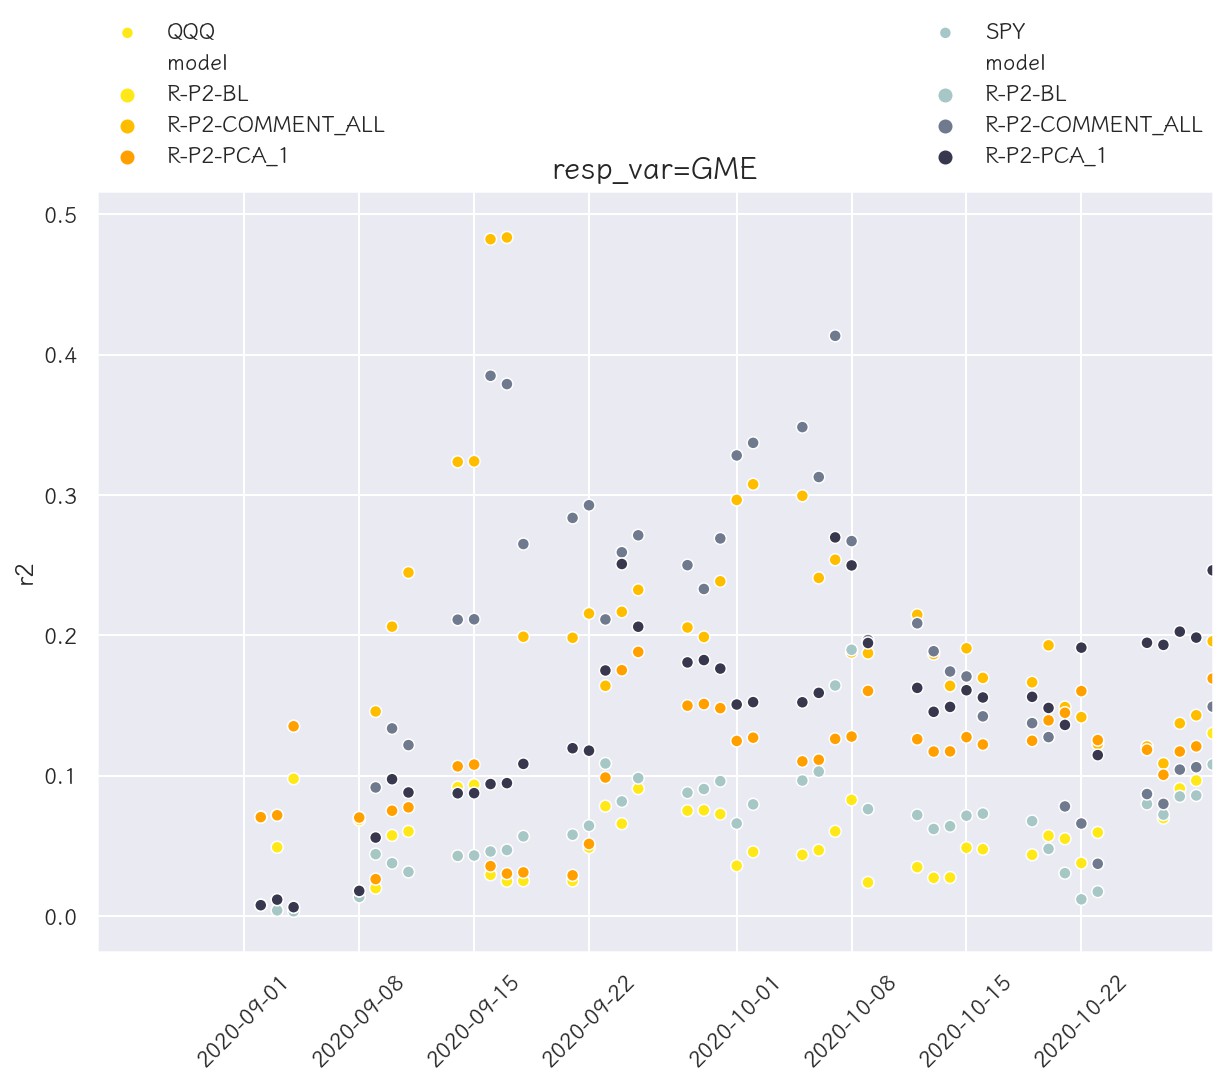 QQQ
model
R-P2-BL
R-P2-COMMENT_ALL
R-P2-PCA_1
SPY
model
R-P2-BL
R-P2-COMMENT_ALL
R-P2-PCA_1
resp_var=GME
0.5
0.4
0.3
0.2
0.1
0.0
r2
2020-09-01
2020-09-08
2020-09-15
2020-09-22
2020-10-01
2020-10-08
2020-10-15
2020-10-22